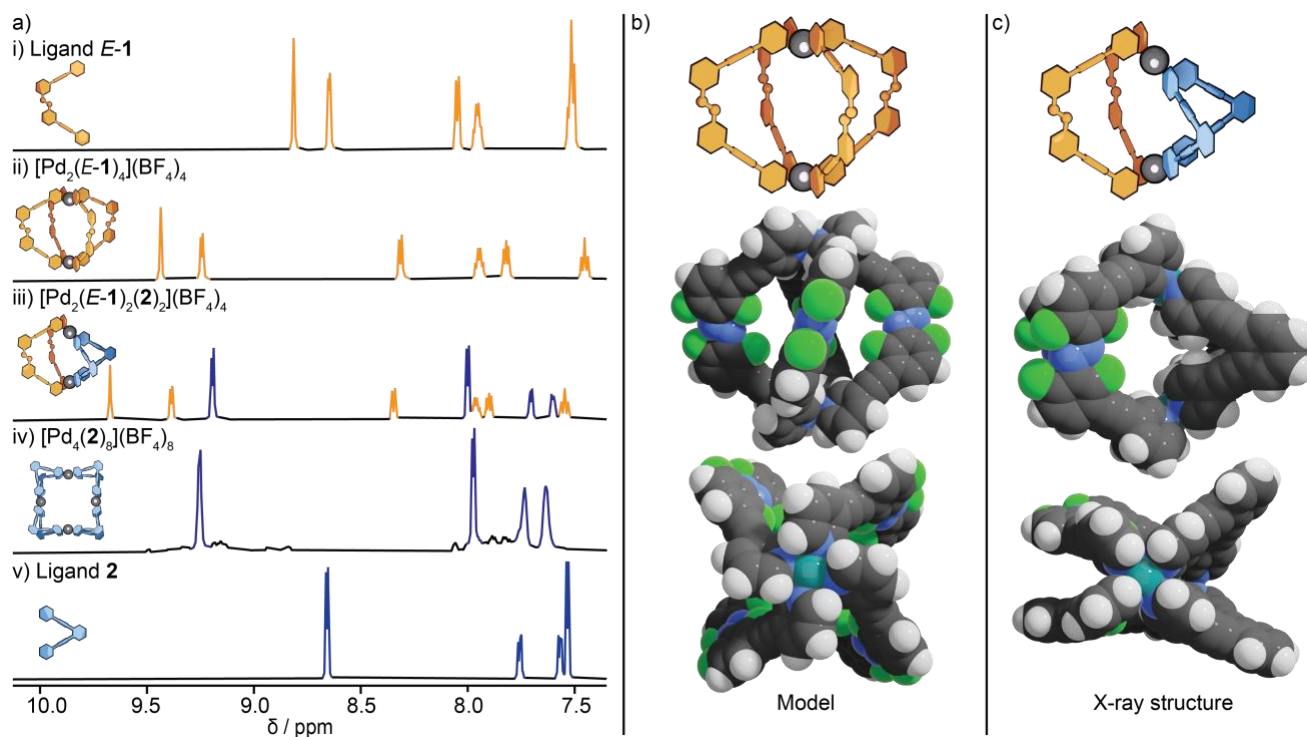 a)
i) Ligand E-1
ii) [Pd₂(E-1)₄](BF₄)₄
iii) [Pd₂(E-1)₂(2)₂](BF₄)₄
iv) [Pd₄(2)₈](BF₄)₈
v) Ligand 2
10.0 9.5 9.0 8.5 8.0 7.5
δ / ppm
b)
Model
c)
X-ray structure